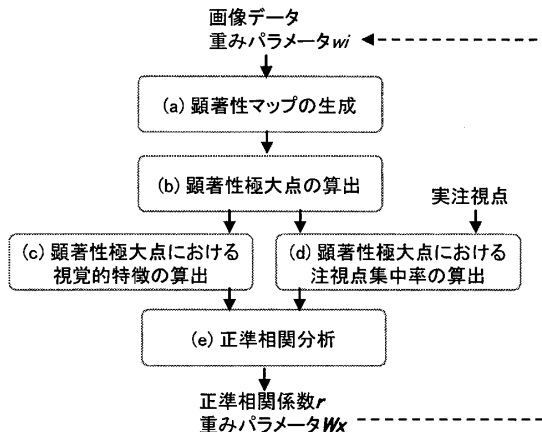 画像データ
重みパラメータwi
(a) 顕著性マップの生成
(b) 顕著性極大点の算出
実注視点
(c) 顕著性極大点における
視覚的特徴の算出
(d) 顕著性極大点における
注視点集中率の算出
(e) 正準相関分析
正準相関係数r
重みパラメータWx